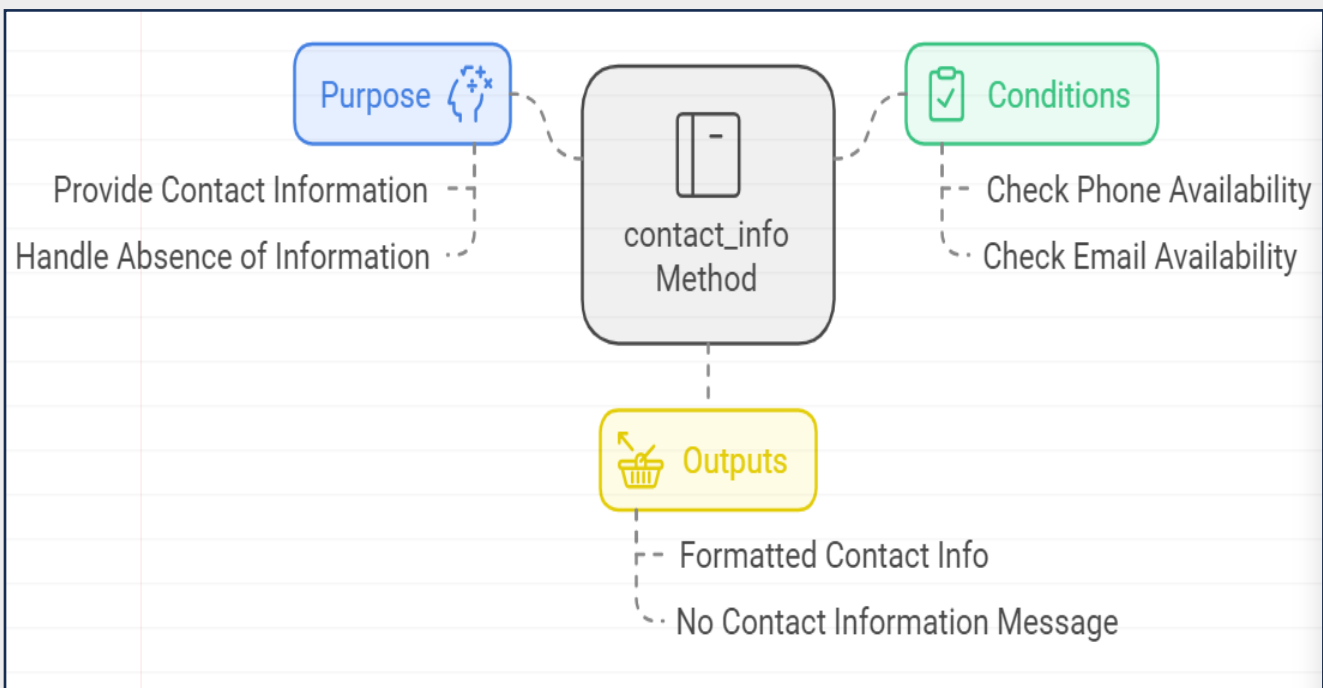 Purpose
Provide Contact Information
Handle Absence of Information
contact_info
Method
Conditions
Check Phone Availability
Check Email Availability
Outputs
Formatted Contact Info
No Contact Information Message